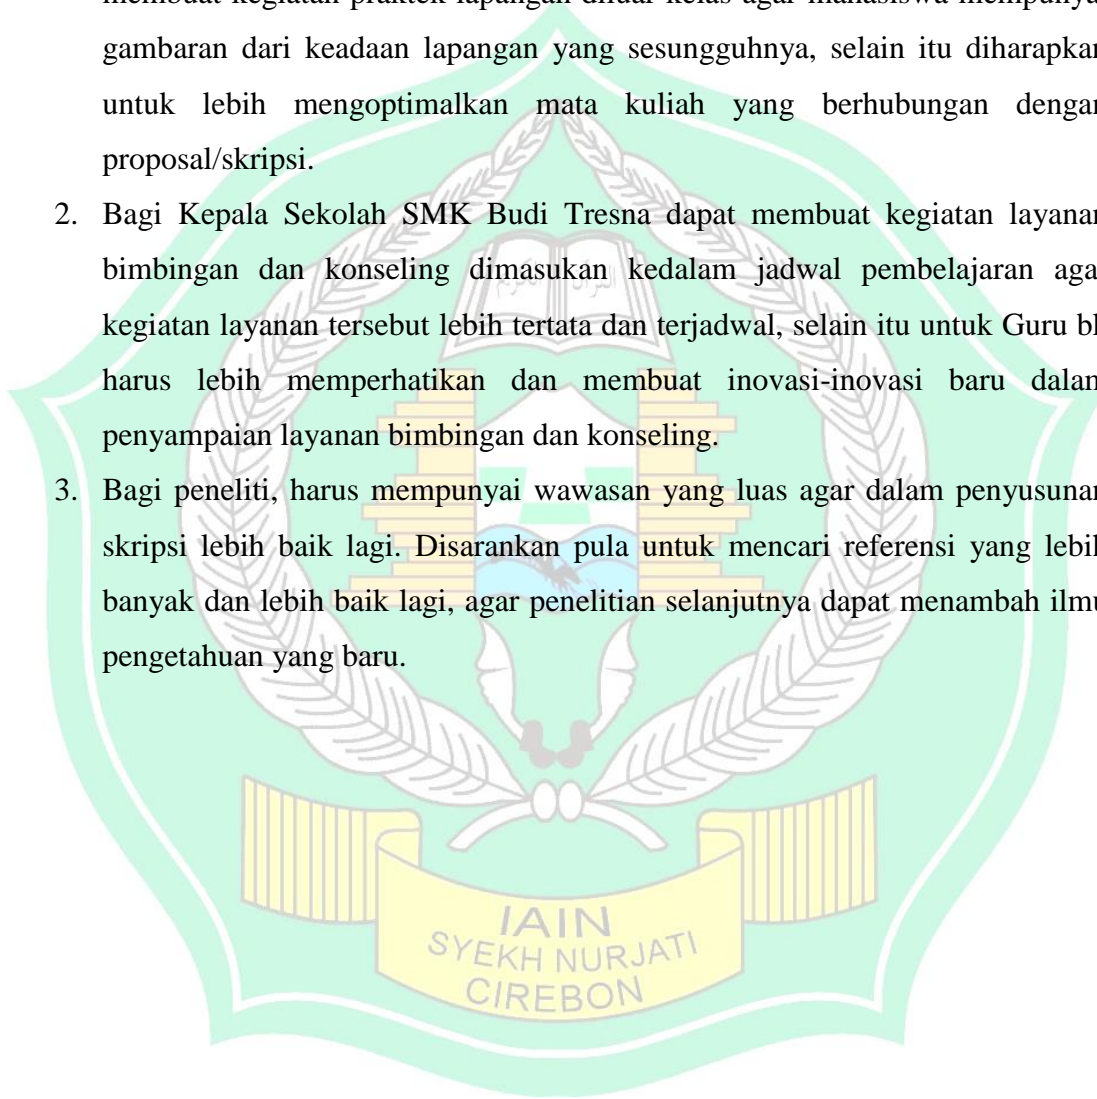 gambaran dari keadaan lapangan yang sesungguhnya, selain itu diharapkan
untuk lebih mengoptimalkan mata kuliah yang berhubungan dengan
proposal/skripsi.
2. Bagi Kepala Sekolah SMK Budi Tresna dapat membuat kegiatan layanan
bimbingan dan konseling dimasukan kedalam jadwal pembelajaran agar
kegiatan layanan tersebut lebih tertata dan terjadwal, selain itu untuk Guru
harus lebih memperhatikan dan membuat inovasi-inovasi baru dalam
penyampaian layanan bimbingan dan konseling.
3. Bagi peneliti, harus mempunyai wawasan yang luas agar dalam penyusunan
skripsi lebih baik lagi. Disarankan pula untuk mencari referensi yang lebih
banyak dan lebih baik lagi, agar penelitian selanjutnya dapat menambah ilmu
pengetahuan yang baru.
IAIN
SYEKH NURJATI
CIREBON